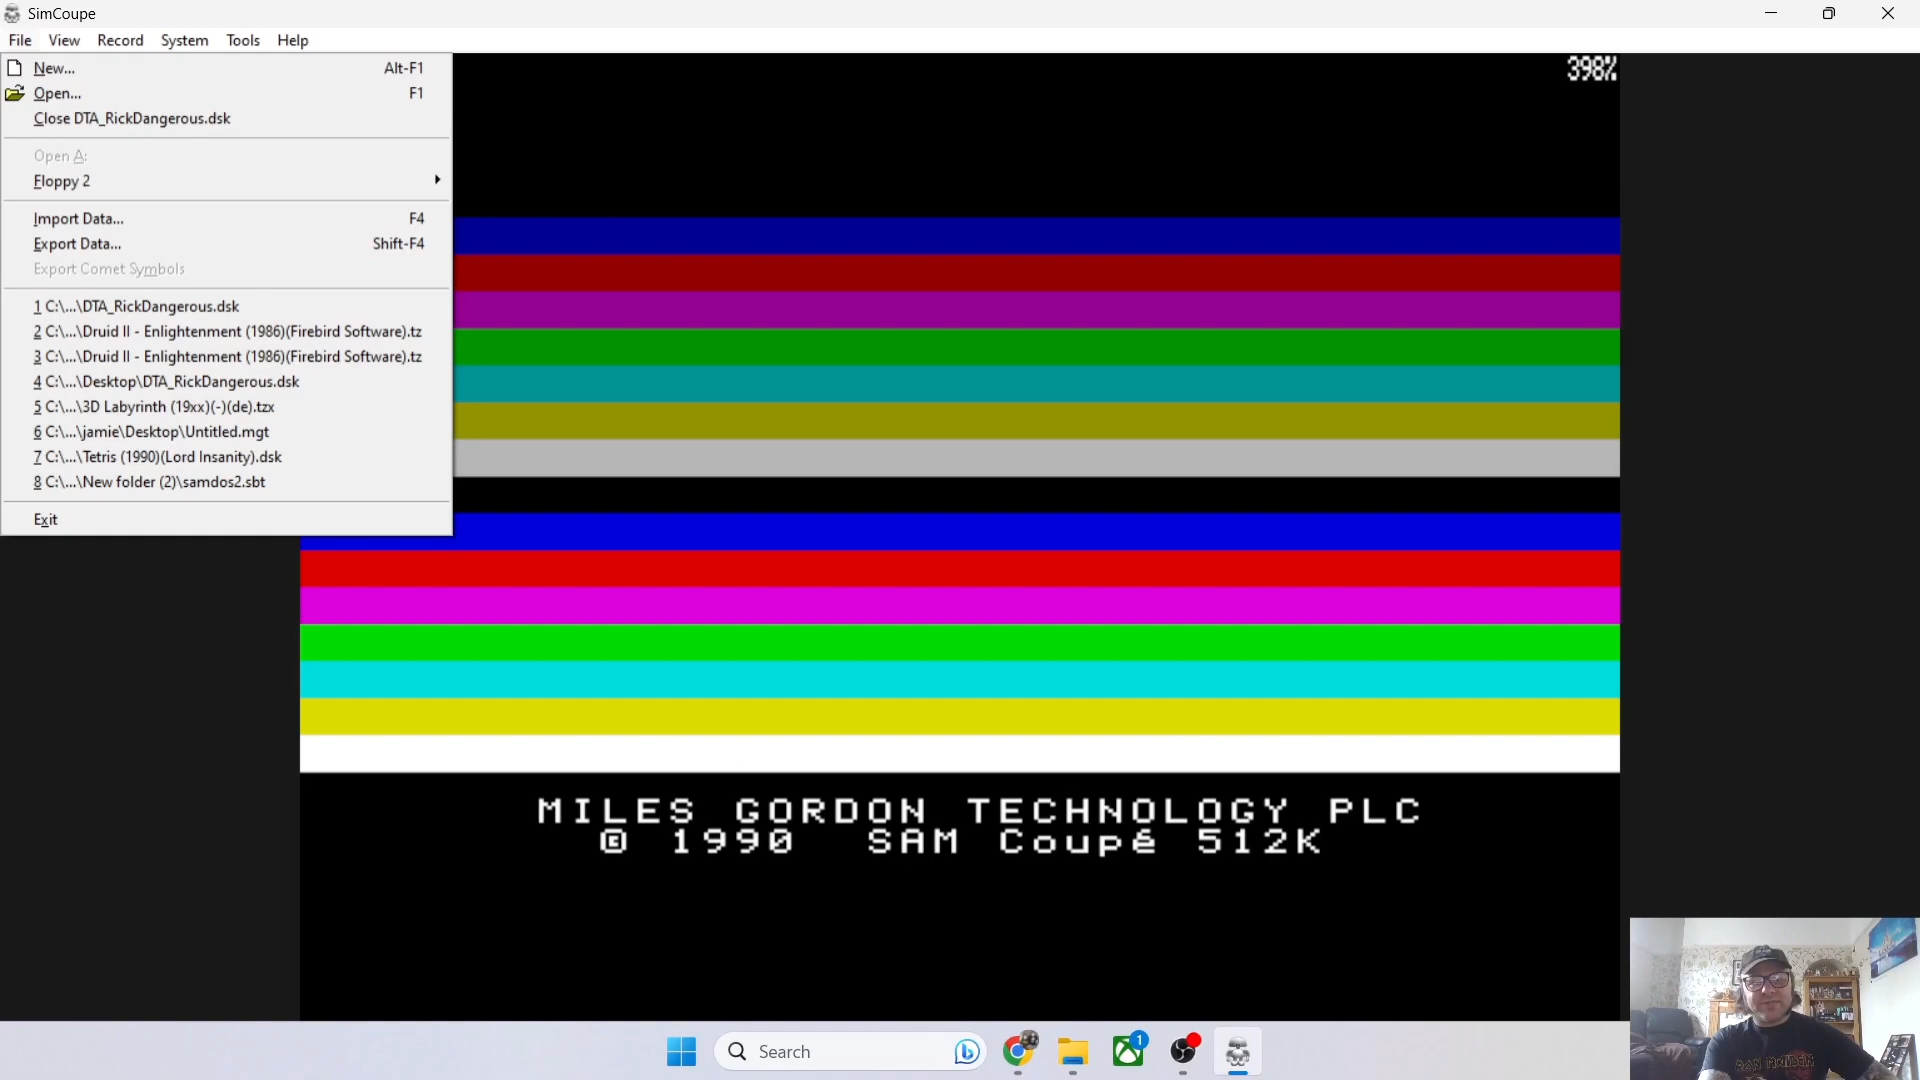 SimCoupe
File View Record System Tools Help
New... Alt-F1
Open... F1
Close DTA_RickDangerous.dsk
Open A:
Floppy 2
Import Data... F4
Export Data... Shift-F4
Export Comet Symbols
1 C:\...\DTA_RickDangerous.dsk
2 C:\...\Druid II - Enlightenment (1986)(Firebird Software).tz
3 C:\...\Druid II - Enlightenment (1986)(Firebird Software).tz
4 C:\...\Desktop\DTA_RickDangerous.dsk
5 C:\...\3D Labyrinth (19xx)(-)(de).tzx
6 C:\...\jamie\Desktop\Untitled.mgt
7 C:\...\Tetris (1990)(Lord Insanity).dsk
8 C:\...\New folder (2)\samdos2.sbt
Exit
398%
MILES GORDON TECHNOLOGY PLC
© 1990 SAM Coupé 512K
IRON MAIDEN
Search
1